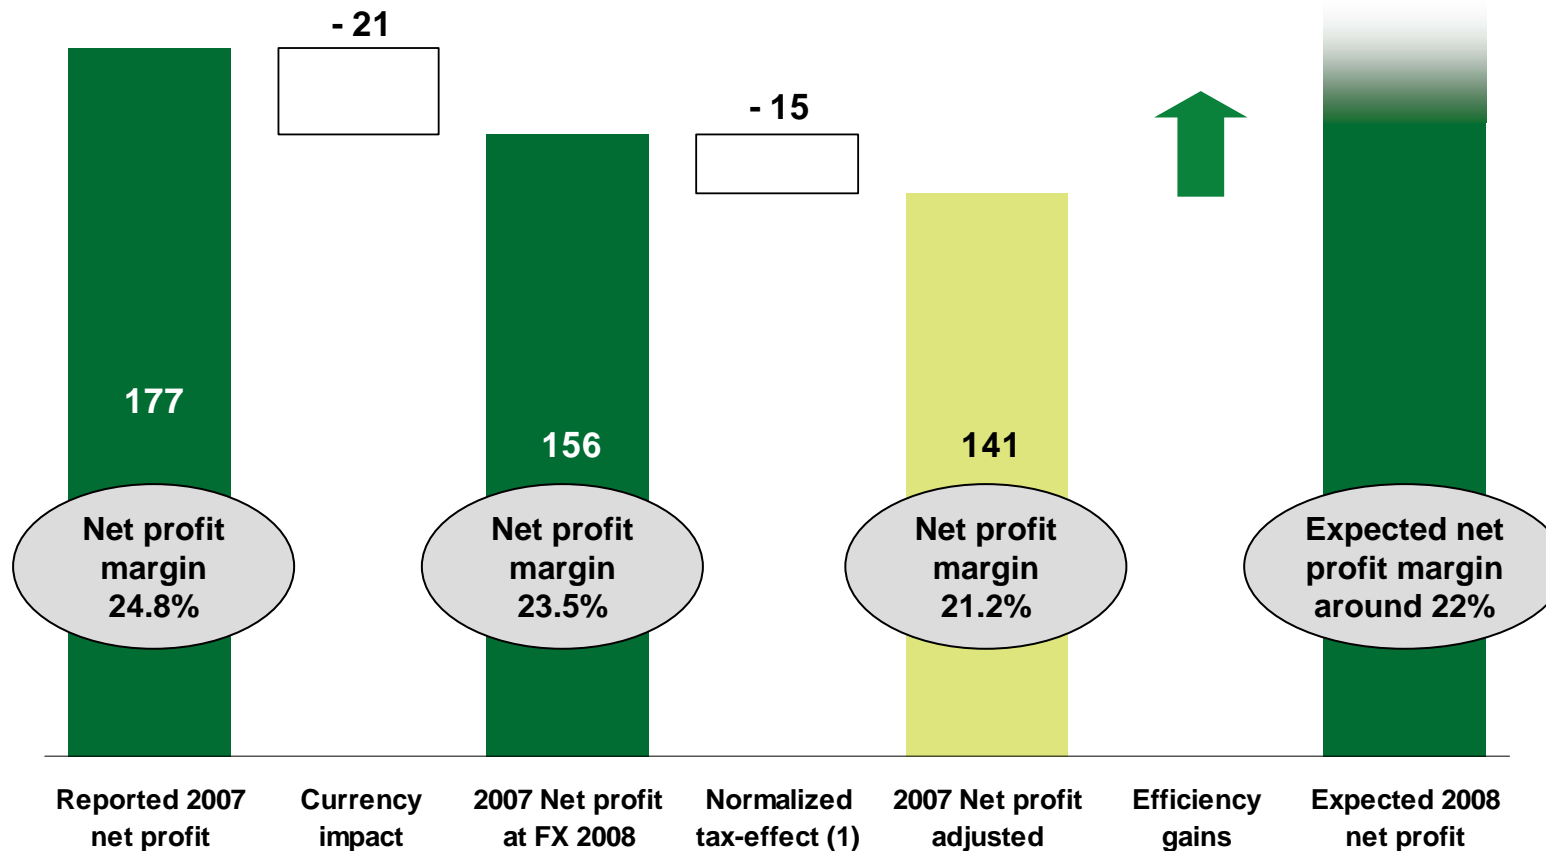 - 21
- 15
177
156
141
Net profit
margin
24.8%
Net profit
margin
23.5%
Net profit
margin
21.2%
Expected net
profit margin
around 22%
Reported 2007
net profit
Currency
impact
2007 Net profit
at FX 2008
Normalized
tax-effect (1)
2007 Net profit
adjusted
Efficiency
gains
Expected 2008
net profit